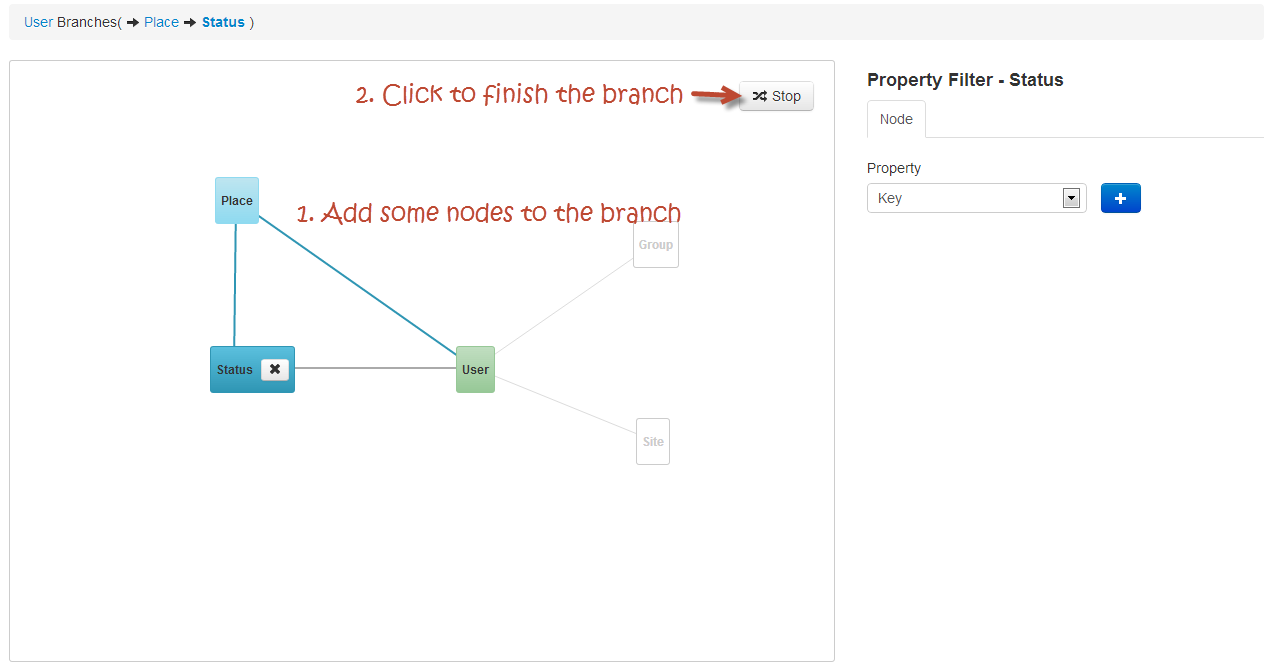 User Branches( ➔ Place ➔ Status )
2. Click to finish the branch
Stop
Property Filter - Status
Node
Property
Key
+
Place
1. Add some nodes to the branch
Group
Status ✖
User
Site